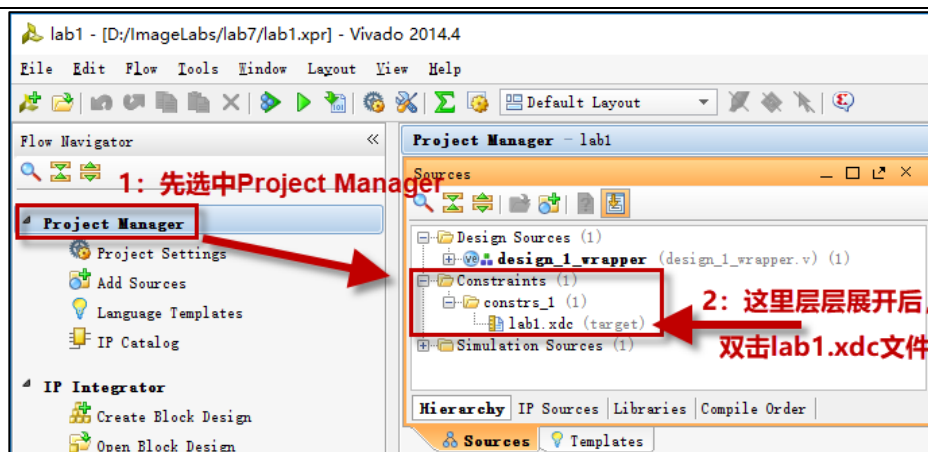 lab1 - [D:/ImageLabs/lab7/lab1.xpr] - Vivado 2014.4
File Edit Flow Tools Window Layout View Help
Default Layout
Flow Navigator
Project Manager - lab1
Sources
1：先选中Project Manager
Project Manager
Project Settings
Add Sources
Language Templates
IP Catalog
IP Integrator
Create Block Design
Open Block Design
Design Sources (1)
design_1_wrapper (design_1_wrapper.v) (1)
Constraints (1)
constrs_1 (1)
lab1.xdc (target)
Simulation Sources (1)
2：这里层层展开后，
双击lab1.xdc文件
Hierarchy IP Sources Libraries Compile Order
Sources Templates